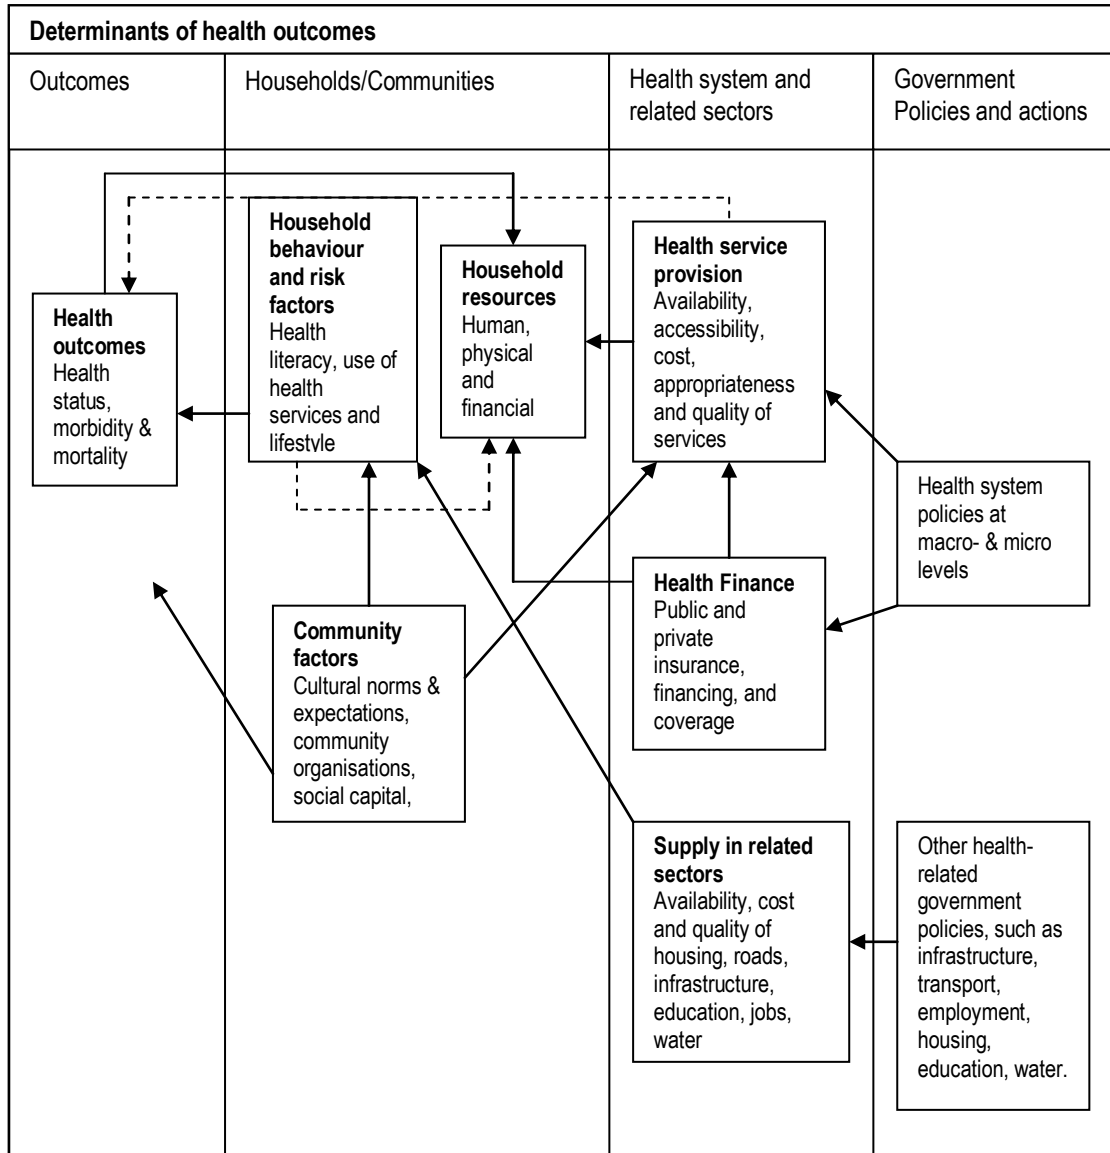 Determinants of health outcomes
Outcomes
Households/Communities
Health system and
related sectors
Government
Policies and actions
Health
outcomes
Health
status,
morbidity &
mortality
Household
behaviour
and risk
factors
Health
literacy, use of
health
services and
lifestyle
Household
resources
Human,
physical
and
financial
Health service
provision
Availability,
accessibility,
cost,
appropriateness
and quality of
services
Health system
policies at
macro- & micro
levels
Community
factors
Cultural norms &
expectations,
community
organisations,
social capital,
Health Finance
Public and
private
insurance,
financing, and
coverage
Supply in related
sectors
Availability, cost
and quality of
housing, roads,
infrastructure,
education, jobs,
water
Other health-
related
government
policies, such as
infrastructure,
transport,
employment,
housing,
education, water.